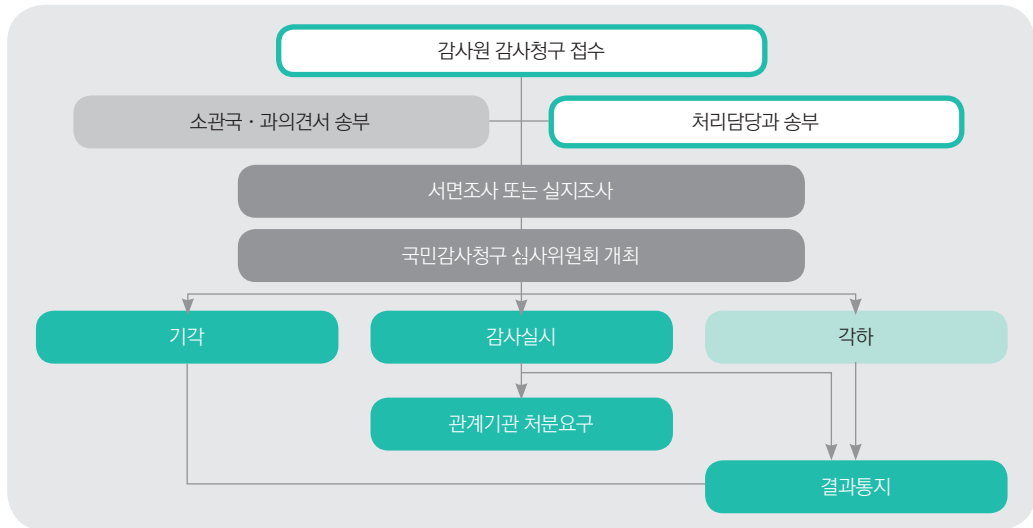 감사원 감사청구 접수
소관국 · 과의견서 송부
처리담당과 송부
서면조사 또는 실지조사
국민감사청구 심사위원회 개최
기각
감사실시
각하
관계기관 처분요구
결과통지